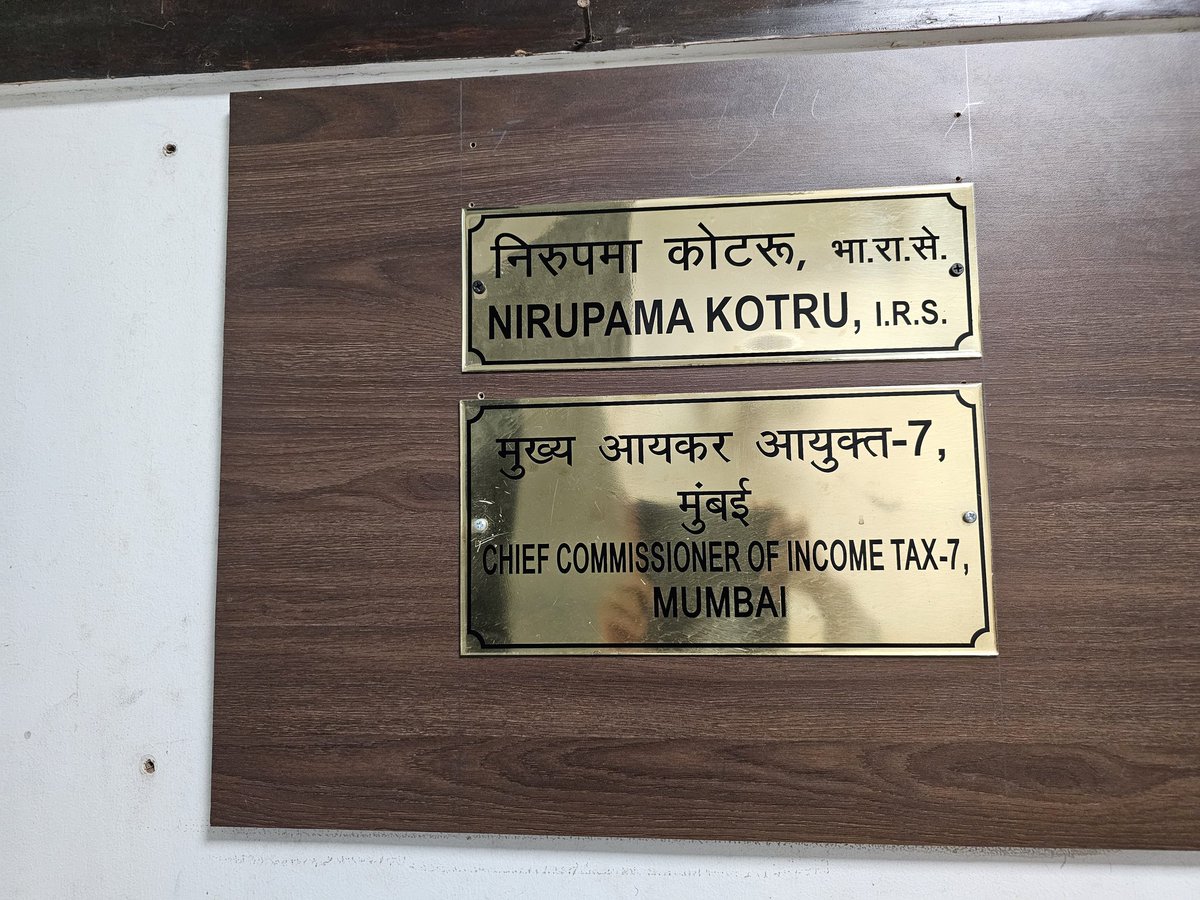 निरुपमा कोटरू, भा.रा.से.
NIRUPAMA KOTRU, I.R.S.
मुख्य आयकर आयुक्त-7,
मुंबई
CHIEF COMMISSIONER OF INCOME TAX-7,
MUMBAI